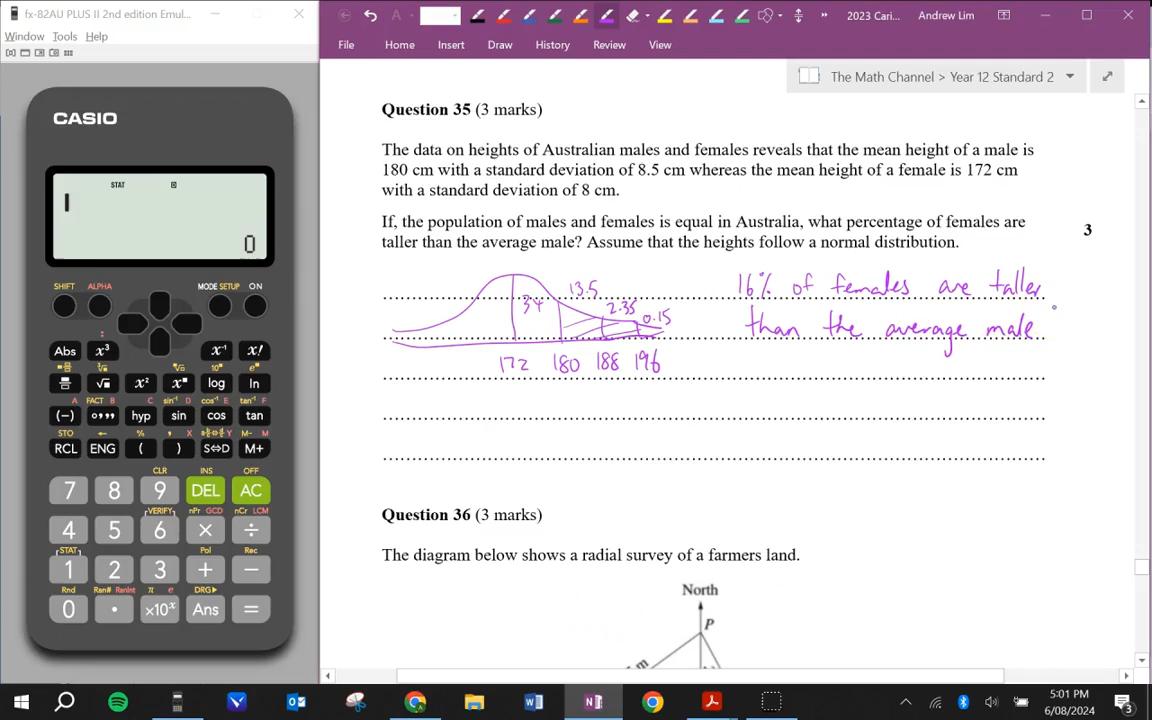 fx-82AU PLUS II 2nd edition Emul...
Window Tools Help
2023 Cari...
Andrew Lim
File Home Insert Draw History Review View
The Math Channel > Year 12 Standard 2
CASIO
STAT
0
SHIFT ALPHA MODE SETUP ON
Abs x³ x⁻¹ x!
√ x² log ln
(−) hyp sin cos tan
RCL ENG ( ) S⇔D M+
7 8 9 DEL AC
4 5 6 × ÷
1 2 3 + −
0 • ×10ˣ Ans =
Question 35 (3 marks)
The data on heights of Australian males and females reveals that the mean height of a male is
180 cm with a standard deviation of 8.5 cm whereas the mean height of a female is 172 cm
with a standard deviation of 8 cm.
If, the population of males and females is equal in Australia, what percentage of females are
taller than the average male? Assume that the heights follow a normal distribution.
3
34 13.5 2.35 0.15
172 180 188 196
16% of females are taller
than the average male
Question 36 (3 marks)
The diagram below shows a radial survey of a farmers land.
North
P
m
5:01 PM
6/08/2024